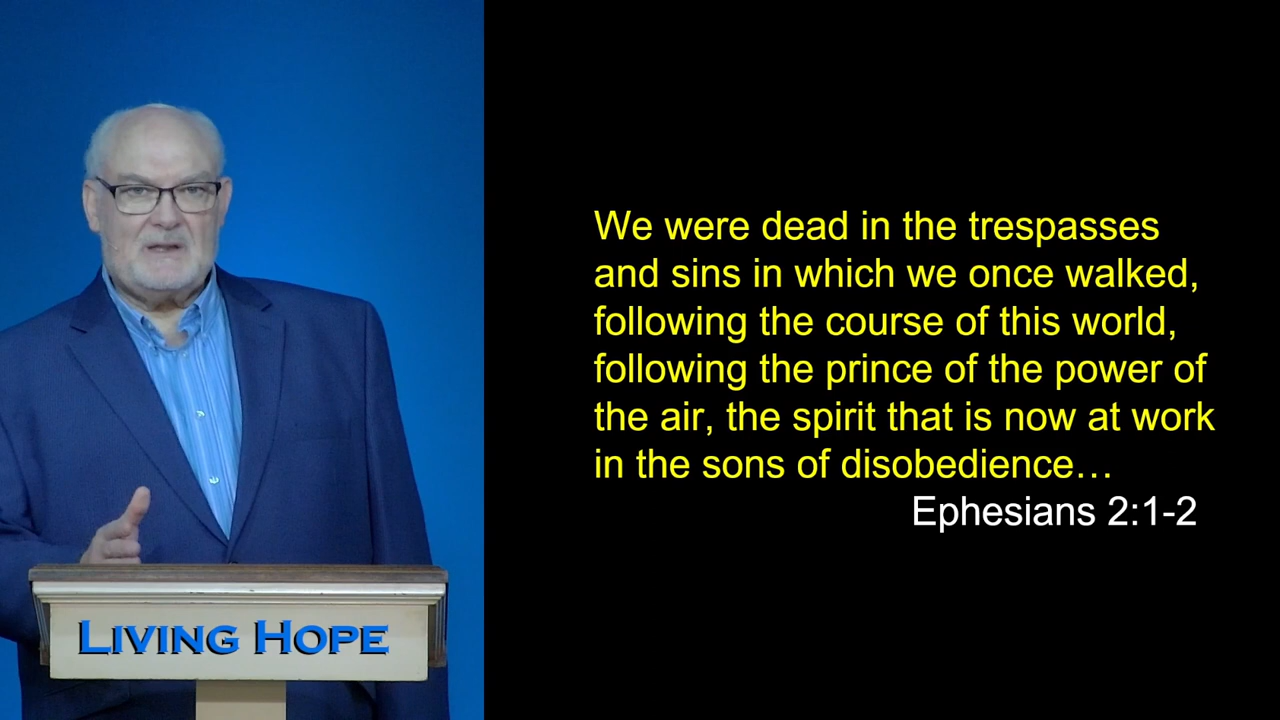 We were dead in the trespasses
and sins in which we once walked,
following the course of this world,
following the prince of the power of
the air, the spirit that is now at work
in the sons of disobedience…
Ephesians 2:1-2
LIVING HOPE